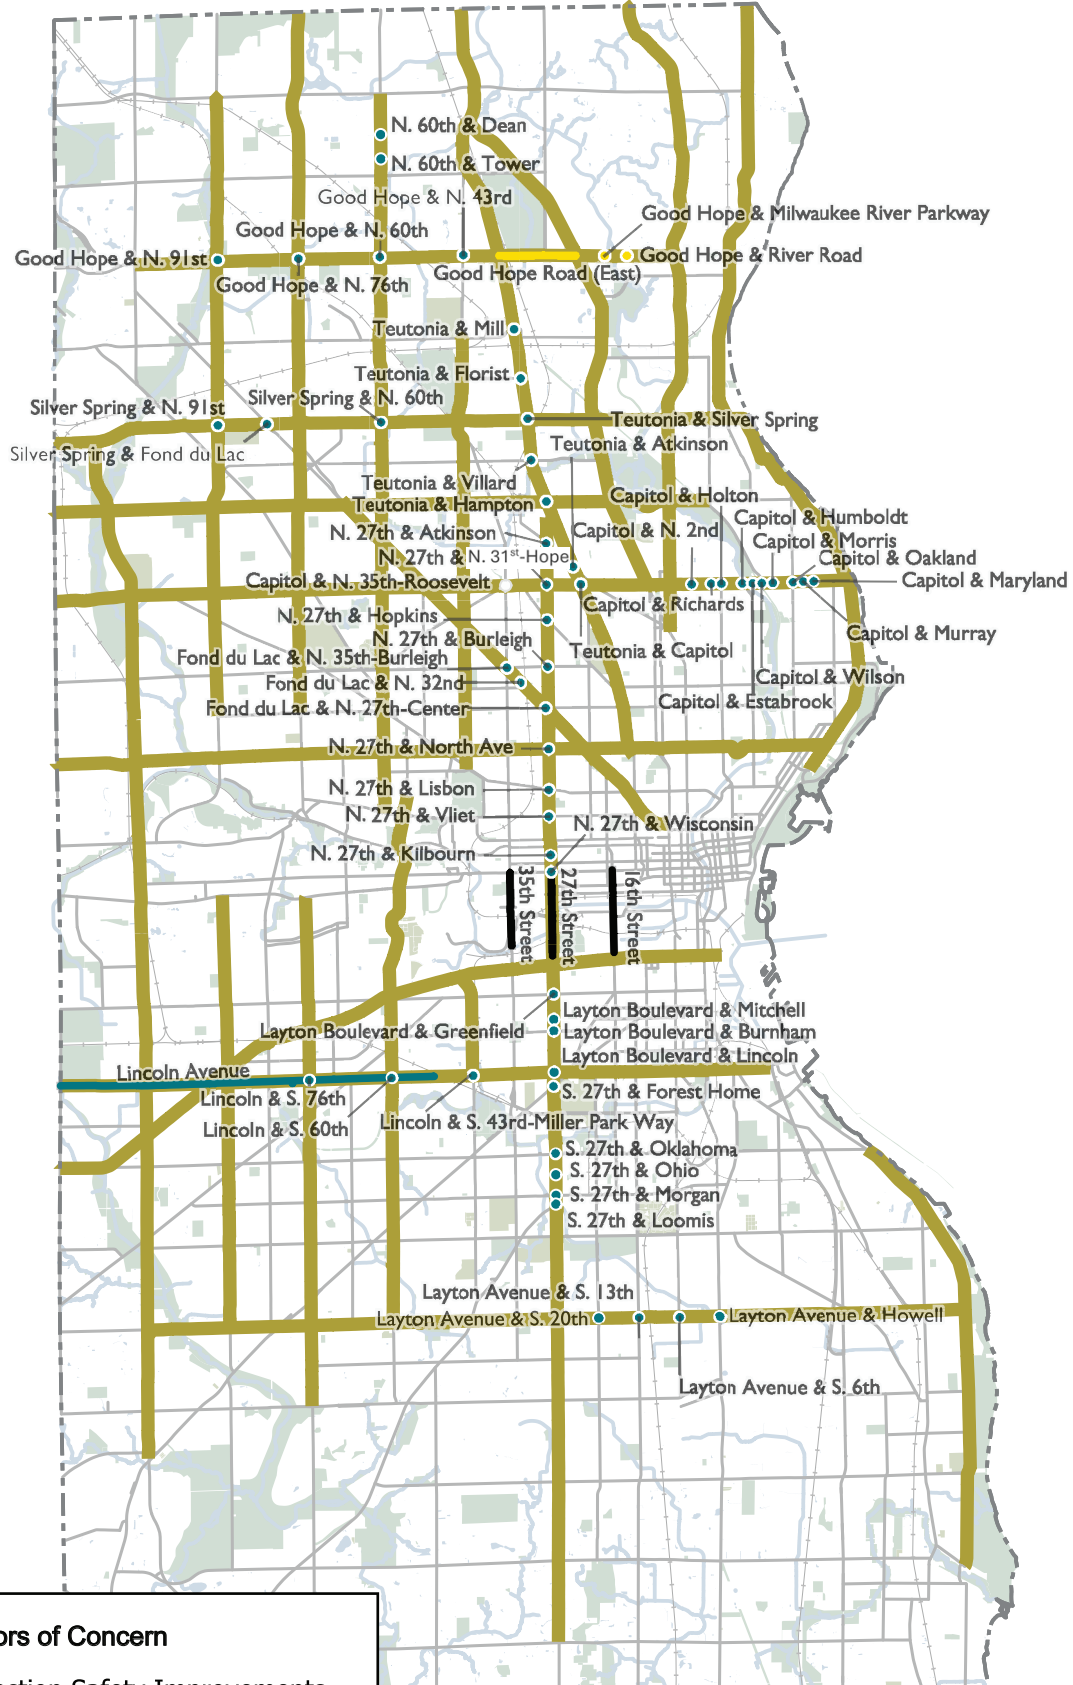 N. 60th & Dean
N. 60th & Tower
Good Hope & N. 43rd
Good Hope & Milwaukee River Parkway
Good Hope & N. 60th
Good Hope & N. 91st
Good Hope & River Road
Good Hope Road (East)
Good Hope & N. 76th
Teutonia & Mill
Teutonia & Florist
Silver Spring & N. 60th
Silver Spring & N. 91st
Teutonia & Silver Spring
Teutonia & Atkinson
Silver Spring & Fond du Lac
Teutonia & Villard
Capitol & Holton
Teutonia & Hampton
Capitol & Humboldt
N. 27th & Atkinson
Capitol & N. 2nd
Capitol & Morris
N. 27th & N. 31st-Hope
Capitol & Oakland
Capitol & N. 35th-Roosevelt
Capitol & Maryland
Capitol & Richards
N. 27th & Hopkins
Capitol & Murray
N. 27th & Burleigh
Teutonia & Capitol
Fond du Lac & N. 35th-Burleigh
Capitol & Wilson
Fond du Lac & N. 32nd
Capitol & Estabrook
Fond du Lac & N. 27th-Center
N. 27th & North Ave
N. 27th & Lisbon
N. 27th & Vliet
N. 27th & Wisconsin
N. 27th & Kilbourn
35th Street
27th Street
16th Street
Layton Boulevard & Mitchell
Layton Boulevard & Greenfield
Layton Boulevard & Burnham
Layton Boulevard & Lincoln
Lincoln Avenue
S. 27th & Forest Home
Lincoln & S. 76th
Lincoln & S. 43rd-Miller Park Way
Lincoln & S. 60th
S. 27th & Oklahoma
S. 27th & Ohio
S. 27th & Morgan
S. 27th & Loomis
Layton Avenue & S. 13th
Layton Avenue & S. 20th
Layton Avenue & Howell
Layton Avenue & S. 6th
ors of Concern